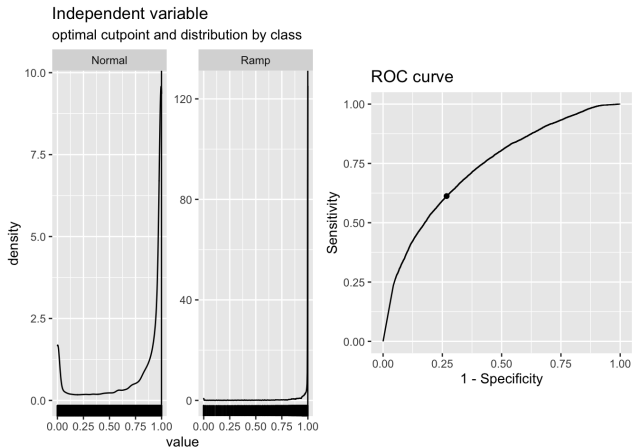 Independent variable
optimal cutpoint and distribution by class
Normal
Ramp
density
10.0
7.5
5.0
2.5
0.0
120
80
40
0
0.00 0.25 0.50 0.75 1.00
0.00 0.25 0.50 0.75 1.00
value
ROC curve
Sensitivity
1.00
0.75
0.50
0.25
0.00
0.00 0.25 0.50 0.75 1.00
1 - Specificity